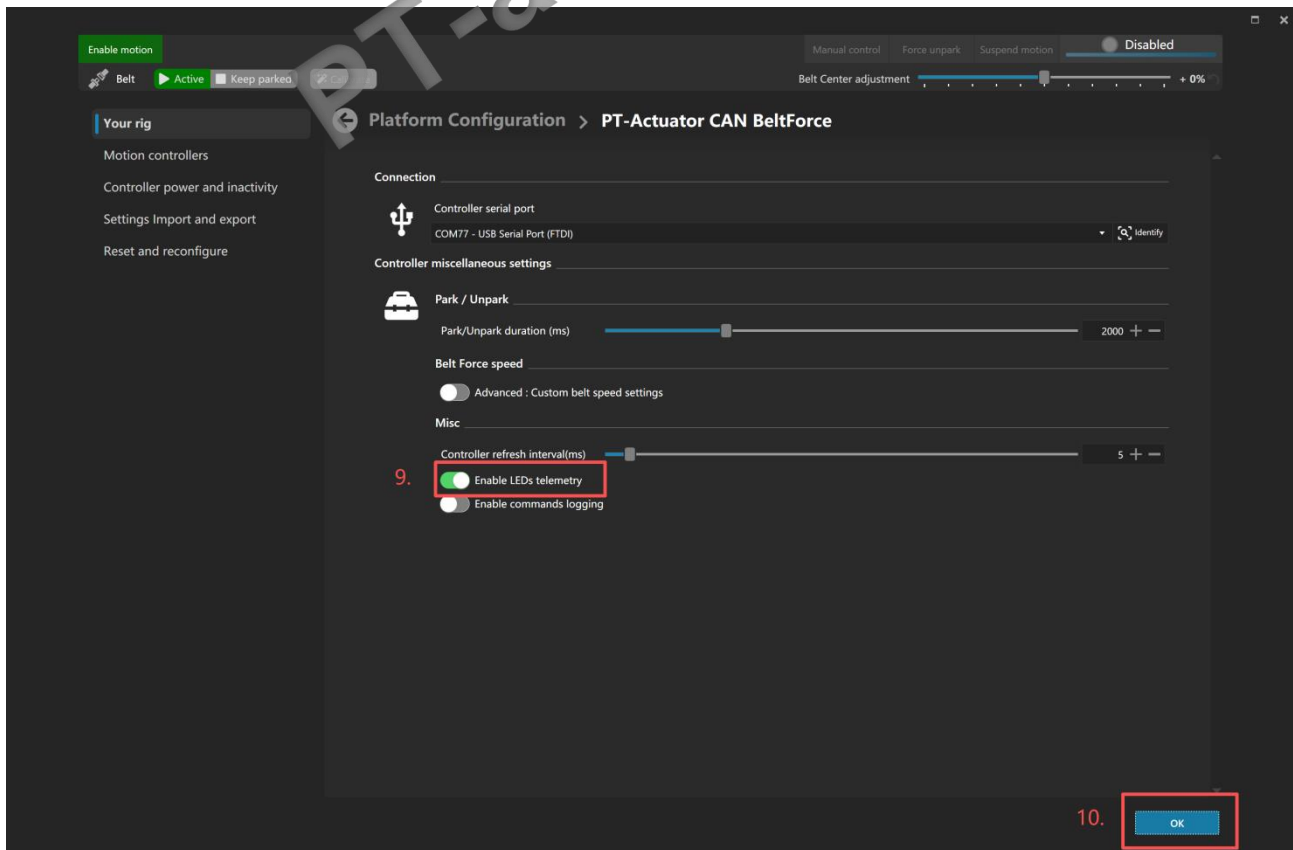 PT-a
Enable motion
Manual control Force unpark Suspend motion Disabled
Belt Active Keep parked
Belt Center adjustment + 0%
Your rig
Platform Configuration > PT-Actuator CAN BeltForce
Motion controllers
Controller power and inactivity
Settings Import and export
Reset and reconfigure
Connection
Controller serial port
COM77 - USB Serial Port (FTDI) Identify
Controller miscellaneous settings
Park / Unpark
Park/Unpark duration (ms) 2000
Belt Force speed
Advanced : Custom belt speed settings
Misc
Controller refresh interval(ms) 5
9. Enable LEDs telemetry
Enable commands logging
10. OK